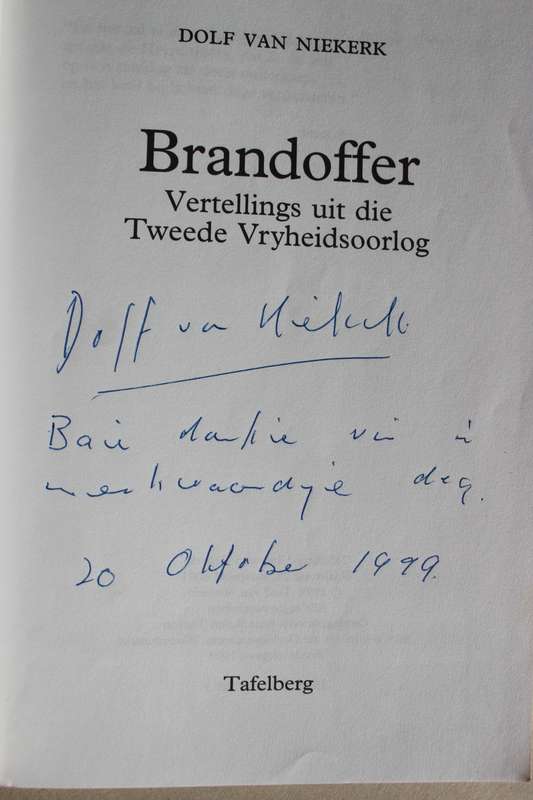 DOLF VAN NIEKERK
Brandoffer
Vertellings uit die
Tweede Vryheidsoorlog
Dolf van Niekerk
Baie dankie vir 'n
merkwaardige dag.
20 Oktober 1999.
Tafelberg